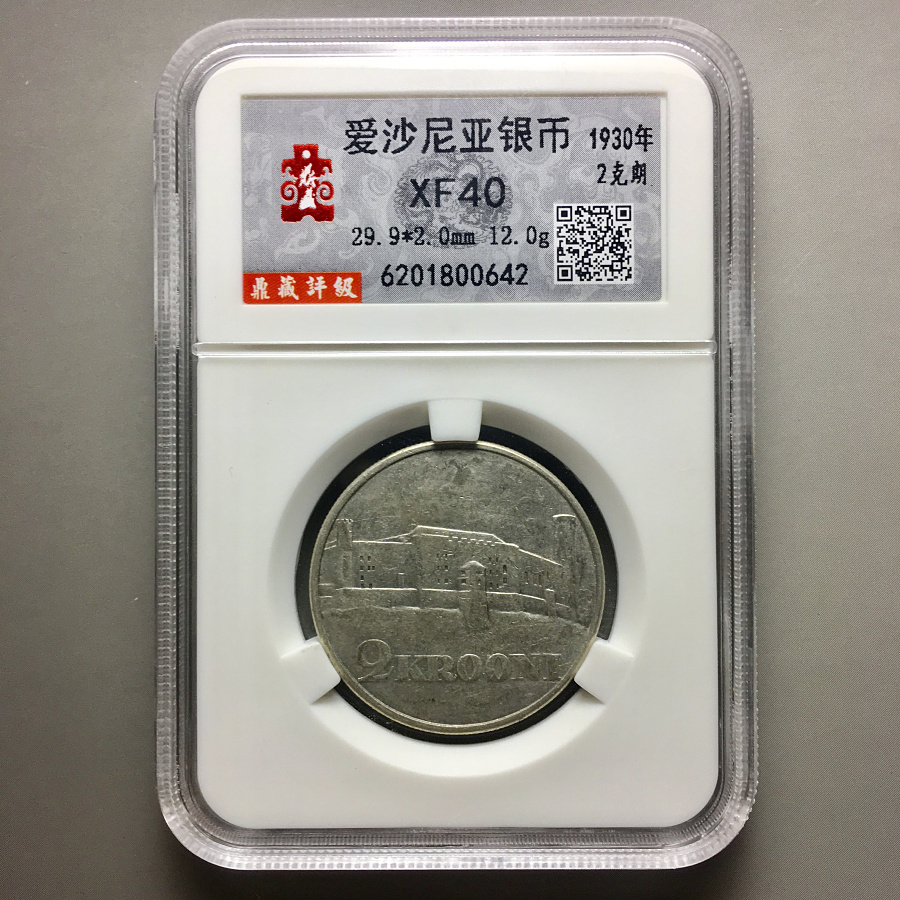 爱沙尼亚银币
1930年
XF40
2克朗
29.9*2.0mm 12.0g
6201800642
鼎藏評級
2 KROONI